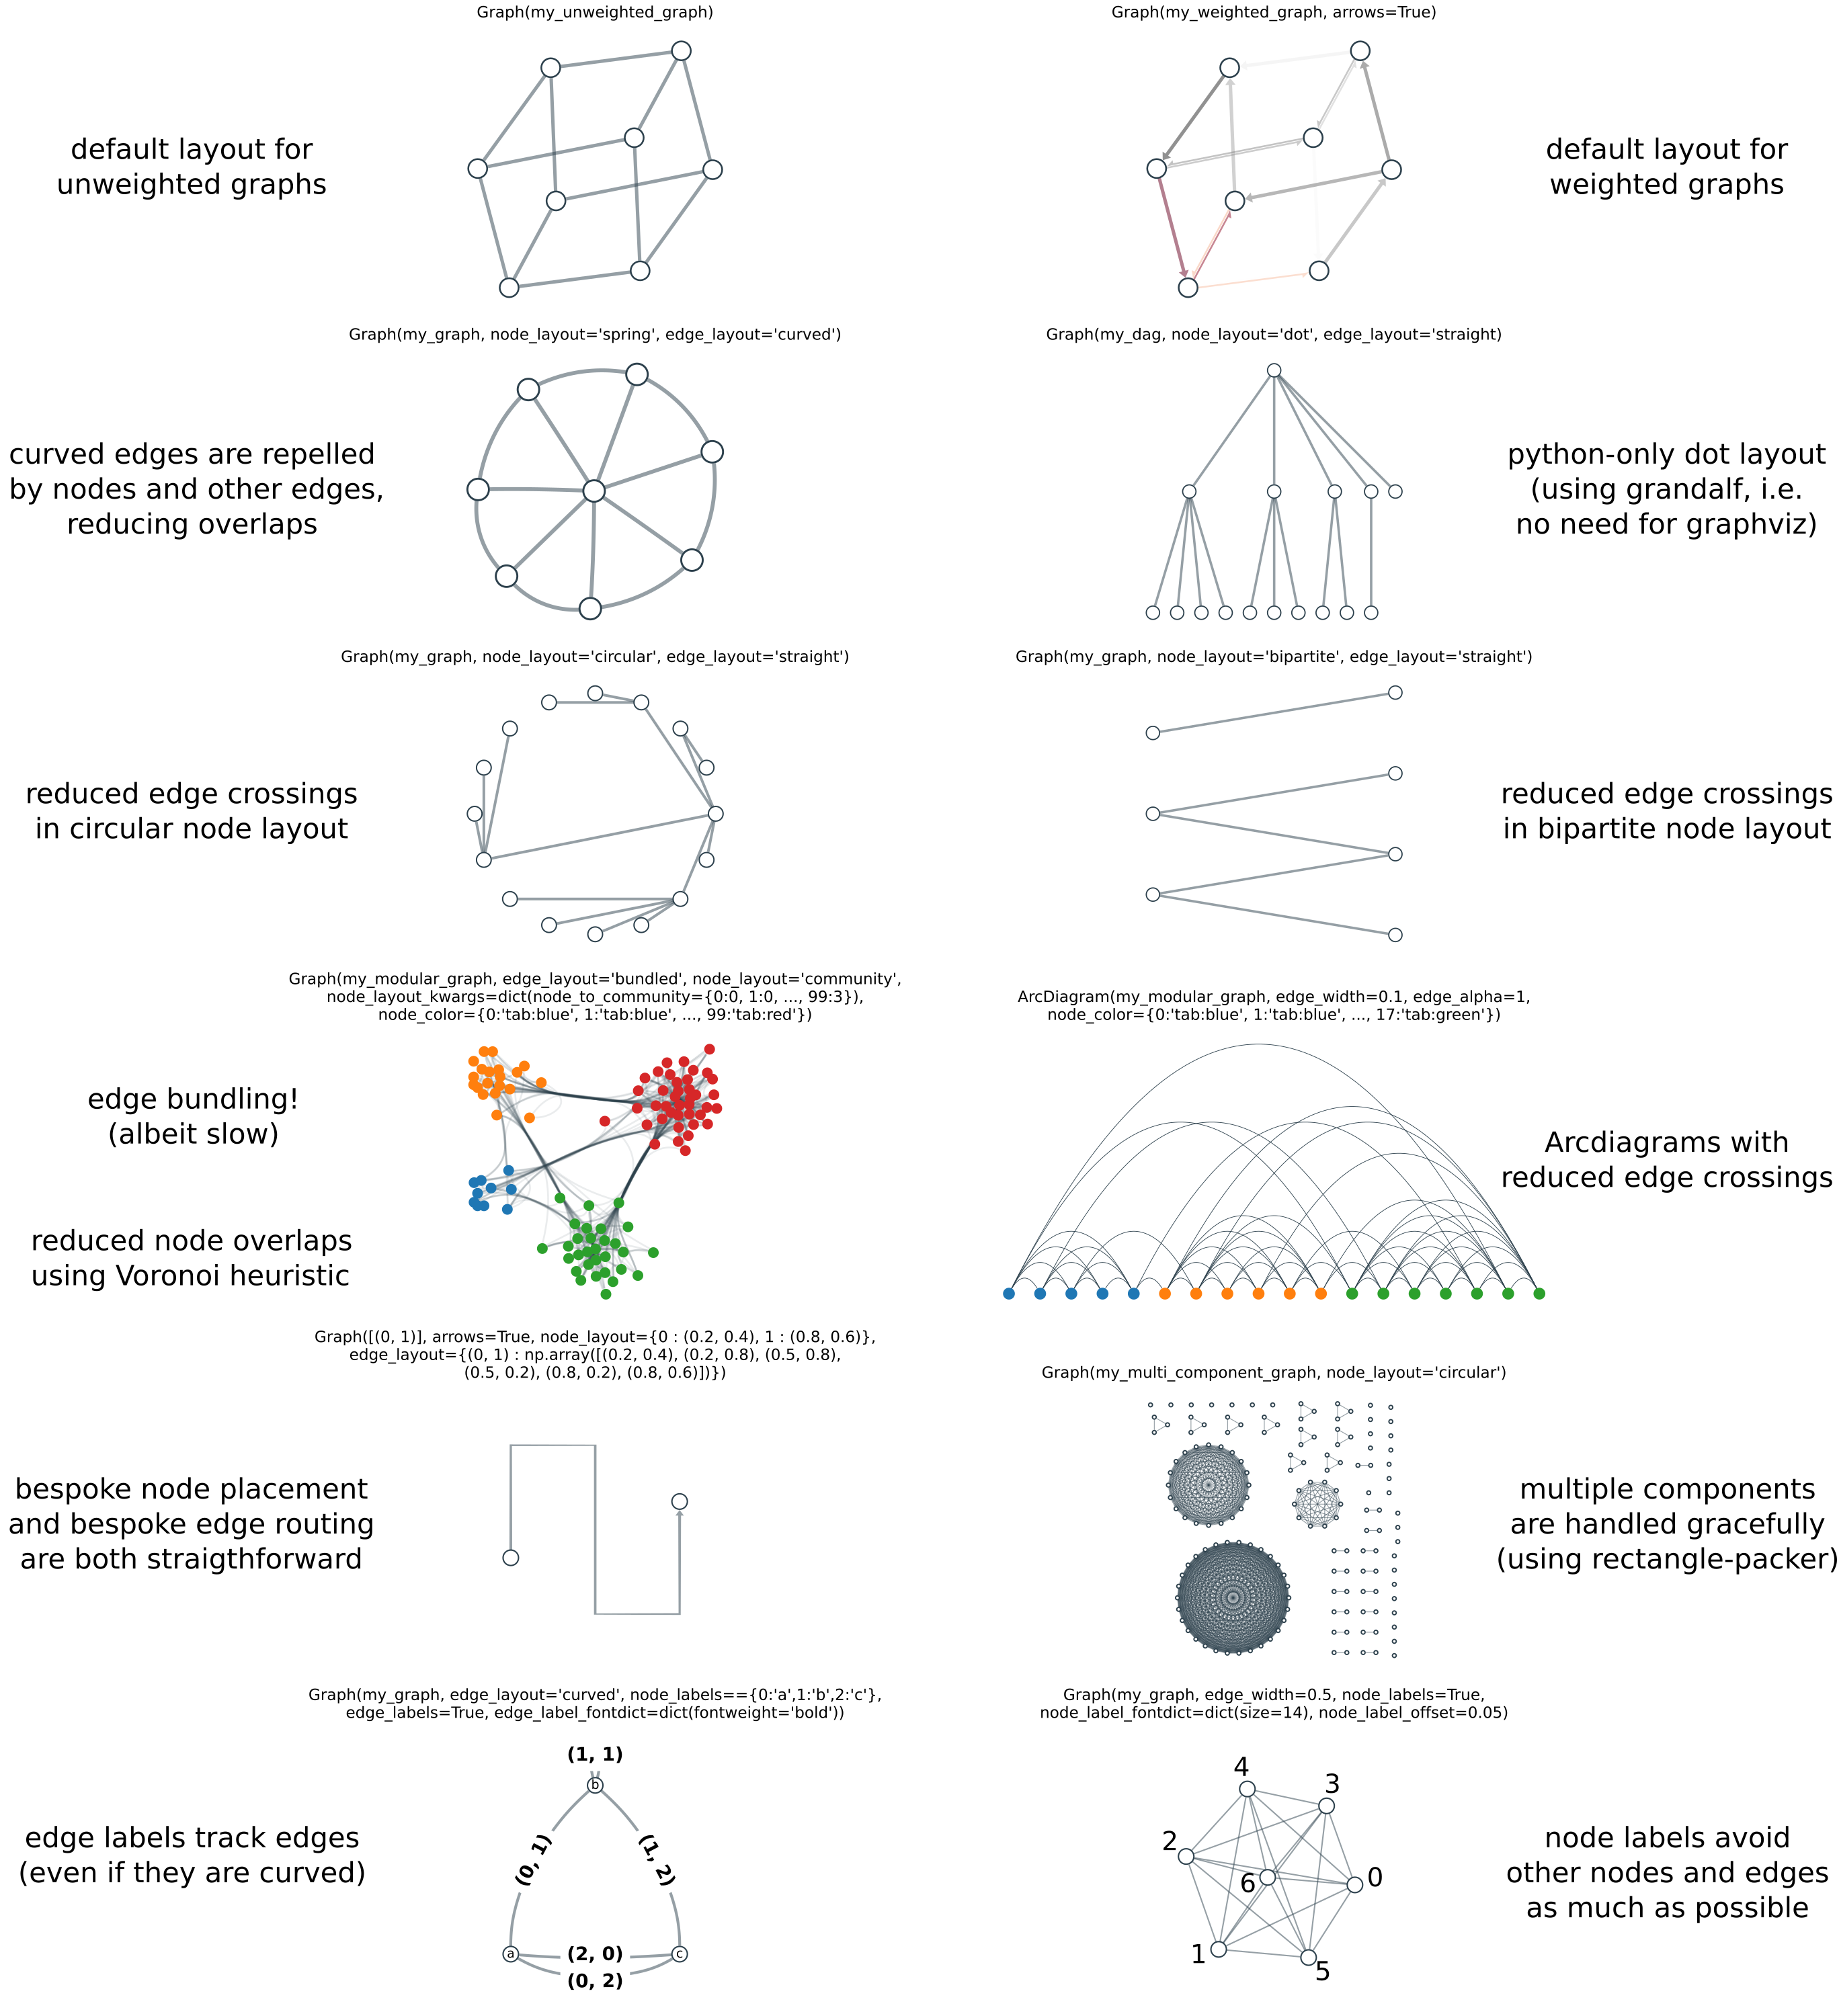 Graph(my_unweighted_graph)
Graph(my_weighted_graph, arrows=True)
default layout for
unweighted graphs
default layout for
weighted graphs
Graph(my_graph, node_layout='spring', edge_layout='curved')
Graph(my_dag, node_layout='dot', edge_layout='straight)
curved edges are repelled
by nodes and other edges,
reducing overlaps
python-only dot layout
(using grandalf, i.e.
no need for graphviz)
Graph(my_graph, node_layout='circular', edge_layout='straight')
Graph(my_graph, node_layout='bipartite', edge_layout='straight')
reduced edge crossings
in circular node layout
reduced edge crossings
in bipartite node layout
Graph(my_modular_graph, edge_layout='bundled', node_layout='community',
node_layout_kwargs=dict(node_to_community={0:0, 1:0, ..., 99:3}),
node_color={0:'tab:blue', 1:'tab:blue', ..., 99:'tab:red'})
ArcDiagram(my_modular_graph, edge_width=0.1, edge_alpha=1,
node_color={0:'tab:blue', 1:'tab:blue', ..., 17:'tab:green'})
edge bundling!
(albeit slow)
reduced node overlaps
using Voronoi heuristic
Arcdiagrams with
reduced edge crossings
Graph([(0, 1)], arrows=True, node_layout={0 : (0.2, 0.4), 1 : (0.8, 0.6)},
edge_layout={(0, 1) : np.array([(0.2, 0.4), (0.2, 0.8), (0.5, 0.8),
(0.5, 0.2), (0.8, 0.2), (0.8, 0.6)])})
Graph(my_multi_component_graph, node_layout='circular')
bespoke node placement
and bespoke edge routing
are both straigthforward
multiple components
are handled gracefully
(using rectangle-packer)
Graph(my_graph, edge_layout='curved', node_labels=={0:'a',1:'b',2:'c'},
edge_labels=True, edge_label_fontdict=dict(fontweight='bold'))
Graph(my_graph, edge_width=0.5, node_labels=True,
node_label_fontdict=dict(size=14), node_label_offset=0.05)
edge labels track edges
(even if they are curved)
(1, 1)
b
(0, 1)
(1, 2)
a
(2, 0)
c
(0, 2)
4
3
2
6
0
1
5
node labels avoid
other nodes and edges
as much as possible